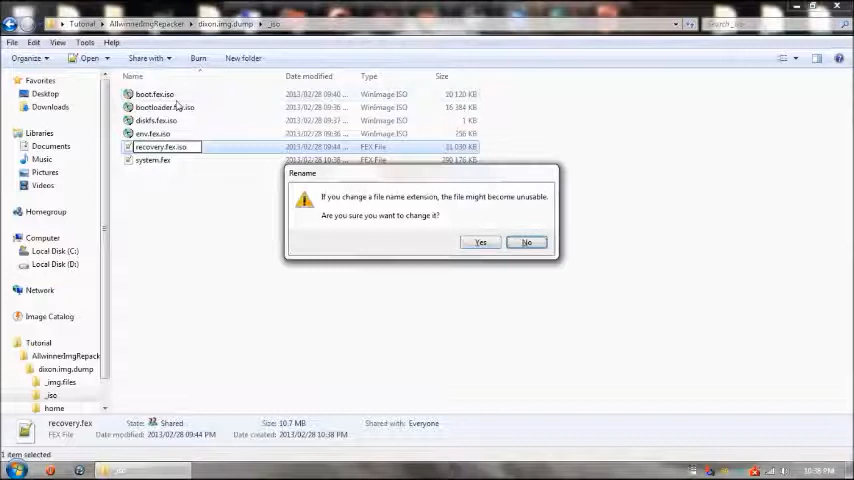 Tutorial ▸ AllwinnerImgRepacker ▸ dixon.img.dump ▸ _iso
Search _iso
File Edit View Tools Help
Organize Open Share with Burn New folder
Favorites
Desktop
Downloads
Libraries
Documents
Music
Pictures
Videos
Homegroup
Computer
Local Disk (C:)
Local Disk (D:)
Network
Image Catalog
Tutorial
AllwinnerImgRepack
dixon.img.dump
_img.files
_iso
home
Name Date modified Type Size
boot.fex.iso 2013/02/28 09:40 ... WinImage ISO 10 120 KB
bootloader.fex.iso 2013/02/28 09:36 ... WinImage ISO 16 384 KB
diskfs.fex.iso 2013/02/28 09:36 ... WinImage ISO
env.fex.iso 2013/02/28 09:36 ... WinImage ISO 256 KB
recovery.fex.iso 2013/02/28 09:44 ... FEX File
system.fex 2013/02/28 10:38 ... FEX File 290 176 KB
Rename
If you change a file name extension, the file might become unusable.
Are you sure you want to change it?
Yes No
recovery.fex State: Shared Size: 10.7 MB Shared with: Everyone
FEX File Date modified: 2013/02/28 09:44 PM Date created: 2013/02/28 10:38 PM
1 item selected
_iso
10:38 PM